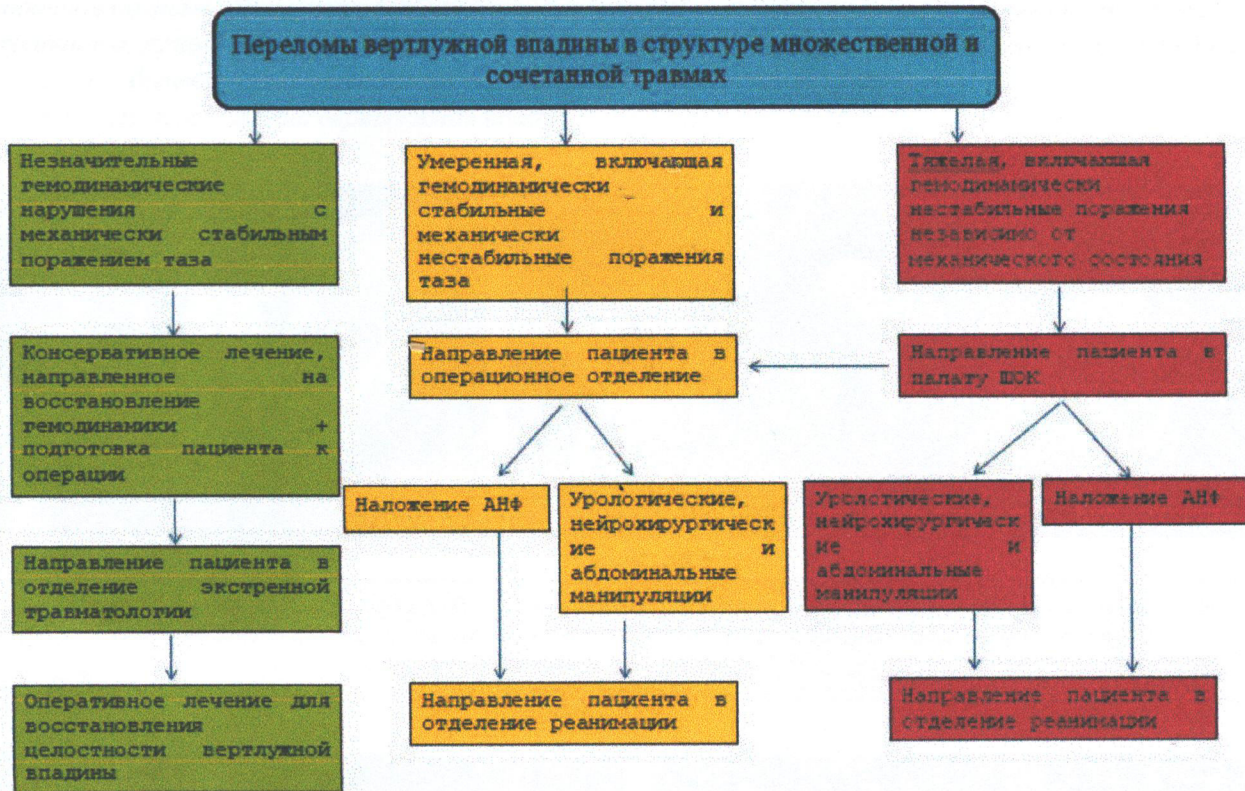 Переломы вертлужной впадины в структуре множественной и
сочетанной травмах
Незначительные
гемодинамические
нарушения с
механически стабильным
поражением таза
Умеренная, включающая
гемодинамически
стабильные и
механически
нестабильные поражения
таза
Тяжелая, включающая
гемодинамически
нестабильные поражения
независимо от
механического состояния
Консервативное лечение,
направленное на
восстановление
гемодинамики +
подготовка пациента к
операции
Направление пациента в
операционное отделение
Направление пациента в
палату ШОК
Наложение АНФ
Урологические,
нейрохирургическ
ие и
абдоминальные
манипуляции
Урологические,
нейрохирургическ
ие и
абдоминальные
манипуляции
Наложение АНФ
Направление пациента в
отделение экстренной
травматологии
Оперативное лечение для
восстановления
целостности вертлужной
впадины
Направление пациента в
отделение реанимации
Направление пациента в
отделение реанимации